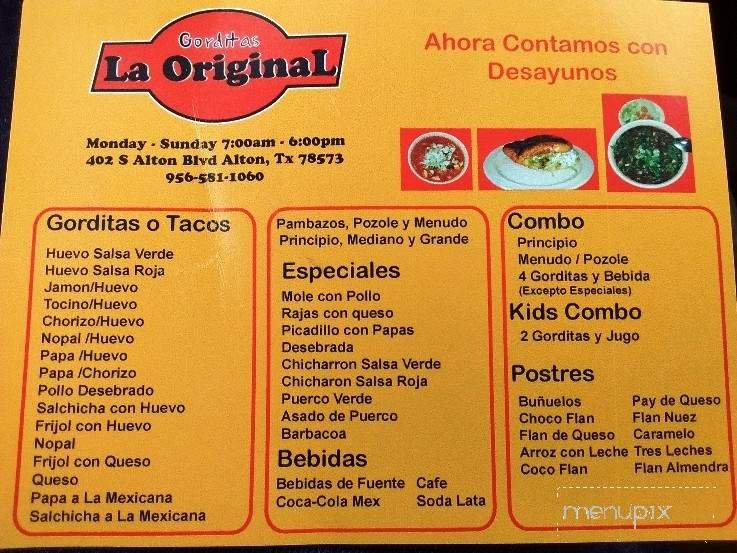 Gorditas
La Original
Ahora Contamos con
Desayunos
Monday - Sunday 7:00am - 6:00pm
402 S Alton Blvd Alton, Tx 78573
956-581-1060
Gorditas o Tacos
Huevo Salsa Verde
Huevo Salsa Roja
Jamon/Huevo
Tocino/Huevo
Chorizo/Huevo
Nopal /Huevo
Papa /Huevo
Papa /Chorizo
Pollo Desebrado
Salchicha con Huevo
Frijol con Huevo
Nopal
Frijol con Queso
Queso
Papa a La Mexicana
Salchicha a La Mexicana
Pambazos, Pozole y Menudo
Principio, Mediano y Grande
Especiales
Mole con Pollo
Rajas con queso
Picadillo con Papas
Desebrada
Chicharron Salsa Verde
Chicharon Salsa Roja
Puerco Verde
Asado de Puerco
Barbacoa
Bebidas
Bebidas de Fuente Cafe
Coca-Cola Mex Soda Lata
Combo
Principio
Menudo / Pozole
4 Gorditas y Bebida
(Excepto Especiales)
Kids Combo
2 Gorditas y Jugo
Postres
Buñuelos Pay de Queso
Choco Flan Flan Nuez
Flan de Queso Caramelo
Arroz con Leche Tres Leches
Coco Flan Flan Almendra
menupix